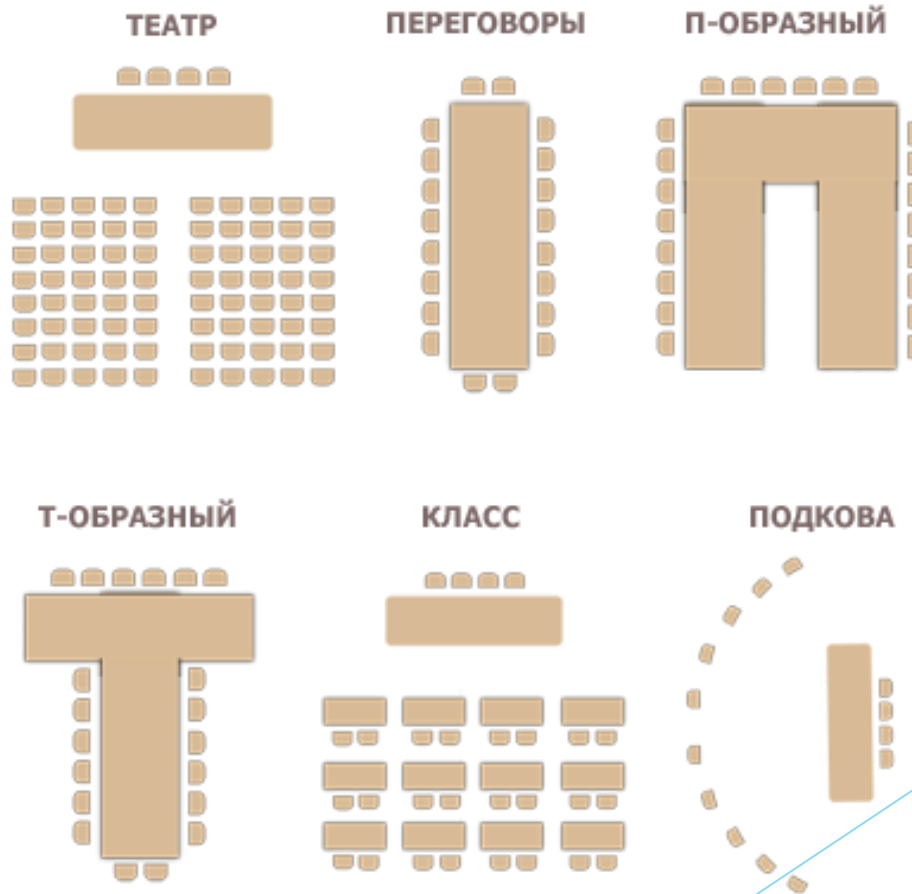 ТЕАТР
ПЕРЕГОВОРЫ
П-ОБРАЗНЫЙ
Т-ОБРАЗНЫЙ
КЛАСС
ПОДКОВА